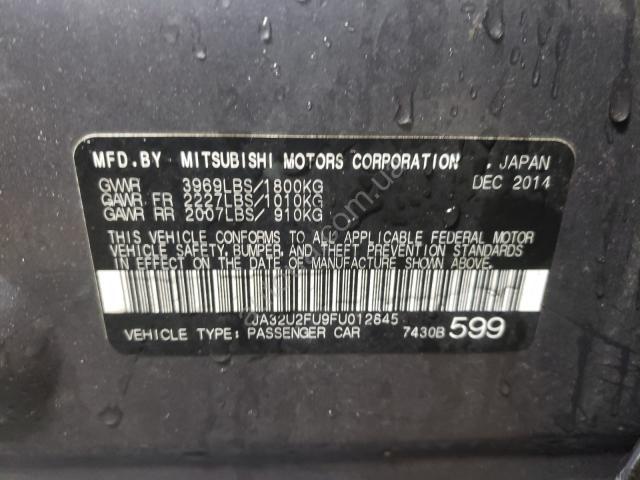 MFD.BY MITSUBISHI MOTORS CORPORATION . JAPAN
GVWR 3969LBS/1800KG DEC 2014
GAWR FR 2227LBS/1010KG
GAWR RR 2007LBS/ 910KG
THIS VEHICLE CONFORMS TO ALL APPLICABLE FEDERAL MOTOR
VEHICLE SAFETY, BUMPER, AND THEFT PREVENTION STANDARDS
IN EFFECT ON THE DATE OF MANUFACTURE SHOWN ABOVE.
JA32U2FU9FU012645
VEHICLE TYPE: PASSENGER CAR 7430B 599